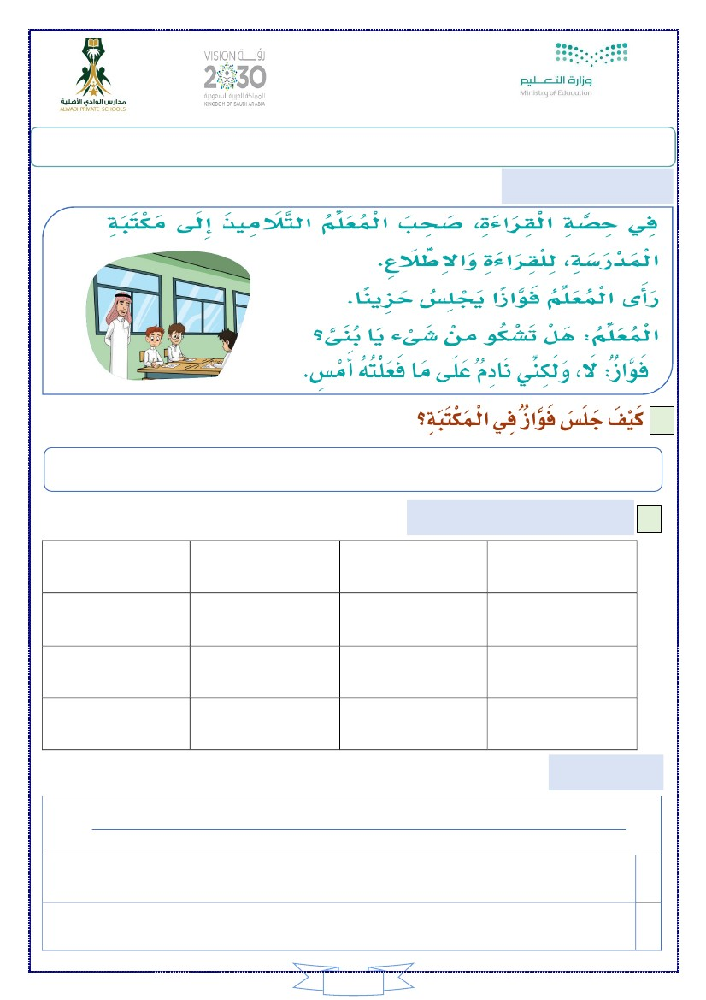 وزارة التعليم
Ministry of Education
VISION رؤية
2030
المملكة العربية السعودية
KINGDOM OF SAUDI ARABIA
مدارس الوادي الأهلية
ALWADI PRIVATE SCHOOLS
فِي حِصَّةِ الْقِرَاءَةِ، صَحِبَ الْمُعَلِّمُ التَّلَامِيذَ إِلَى مَكْتَبَةِ
الْمَدْرَسَةِ، لِلْقِرَاءَةِ وَالِاطِّلَاعِ.
رَأَى الْمُعَلِّمُ فَوَّازًا يَجْلِسُ حَزِينًا.
الْمُعَلِّمُ: هَلْ تَشْكُو مِنْ شَيْء يَا بُنَيَّ؟
فَوَّازٌ: لَا، وَلَكِنِّي نَادِمٌ عَلَى مَا فَعَلْتُهُ أَمْسِ.
كَيْفَ جَلَسَ فَوَّازٌ فِي الْمَكْتَبَةِ؟